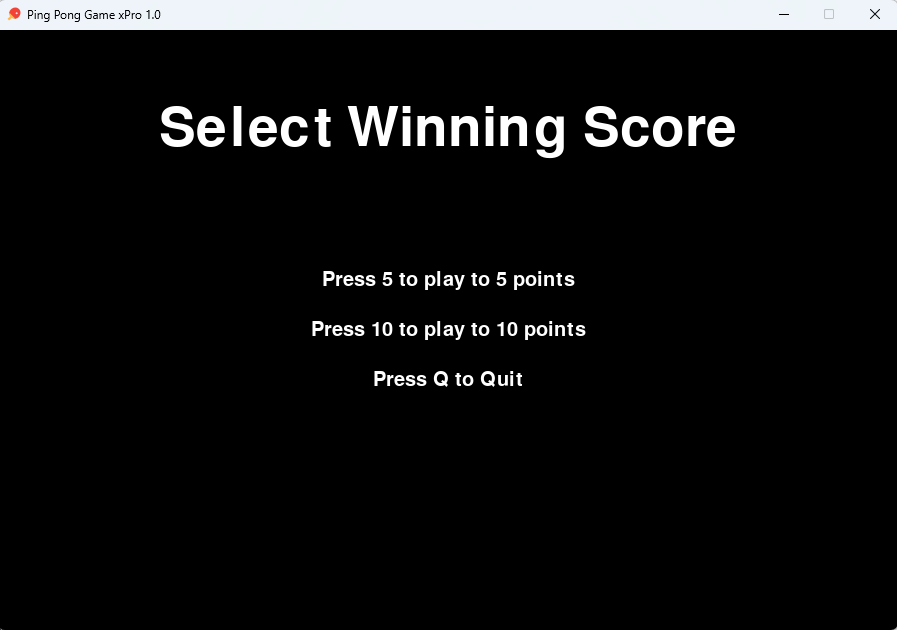 Ping Pong Game xPro 1.0
Select Winning Score
Press 5 to play to 5 points
Press 10 to play to 10 points
Press Q to Quit